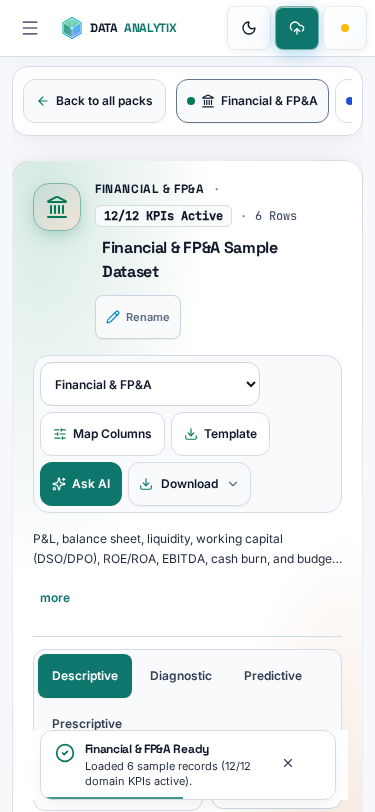 DATA ANALYTIX
Back to all packs
Financial & FP&A
FINANCIAL & FP&A ·
12/12 KPIs Active · 6 Rows
Financial & FP&A Sample
Dataset
Rename
Financial & FP&A
Map Columns
Template
Ask AI
Download
P&L, balance sheet, liquidity, working capital
(DSO/DPO), ROE/ROA, EBITDA, cash burn, and budge...
more
Descriptive
Diagnostic
Predictive
Prescriptive
Financial & FP&A Ready
Loaded 6 sample records (12/12
domain KPIs active).